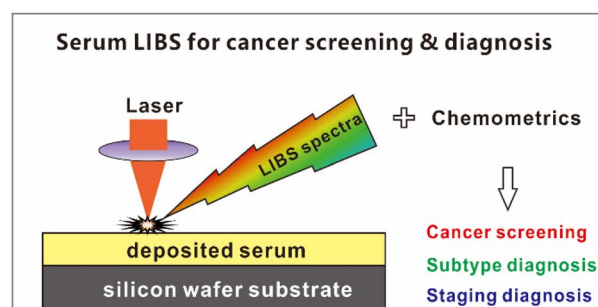 Serum LIBS for cancer screening & diagnosis
Laser
LIBS spectra
+ Chemometrics
Cancer screening
Subtype diagnosis
Staging diagnosis
deposited serum
silicon wafer substrate